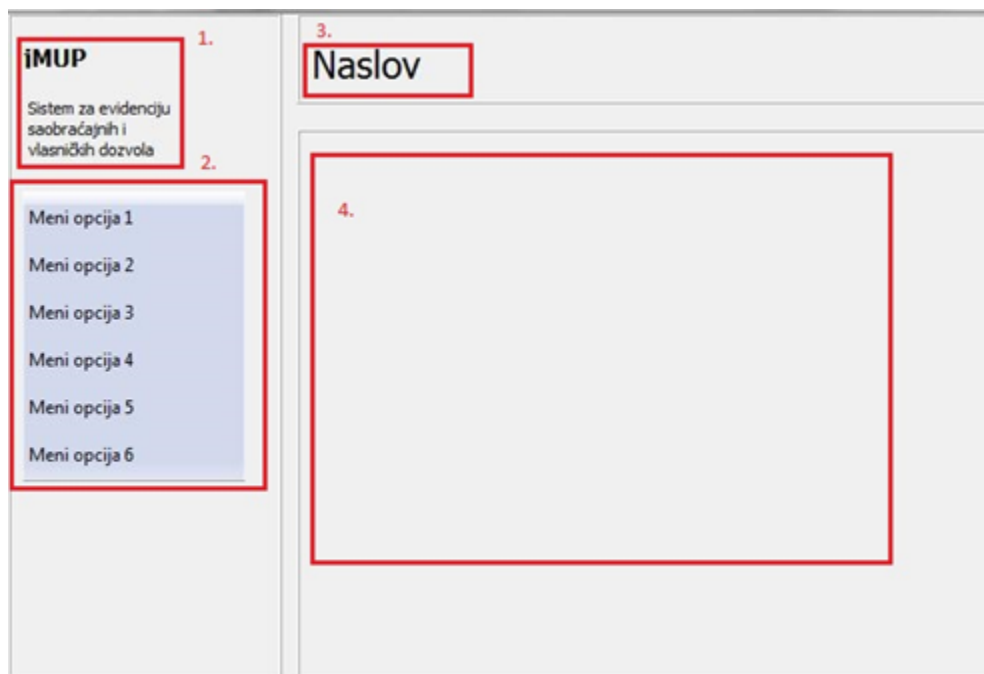 1.
jMUP
Sistem za evidenciju
saobraćajnih i
vlasničkih dozvola
2.
Meni opcija 1
Meni opcija 2
Meni opcija 3
Meni opcija 4
Meni opcija 5
Meni opcija 6
3.
Naslov
4.